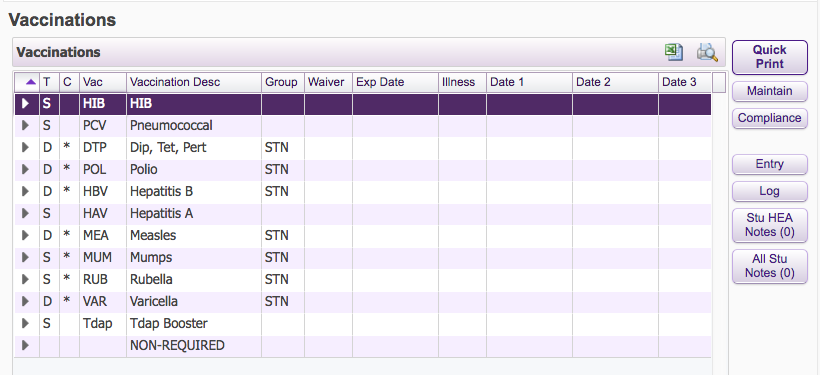 Vaccinations
Vaccinations
T C Vac Vaccination Desc Group Waiver Exp Date Illness Date 1 Date 2 Date 3
S HIB HIB
S PCV Pneumococcal
D * DTP Dip, Tet, Pert STN
D * POL Polio STN
D * HBV Hepatitis B STN
S HAV Hepatitis A
D * MEA Measles STN
S * MUM Mumps STN
S * RUB Rubella STN
D * VAR Varicella STN
S Tdap Tdap Booster
NON-REQUIRED
Quick
Print
Maintain
Compliance
Entry
Log
Stu HEA
Notes (0)
All Stu
Notes (0)